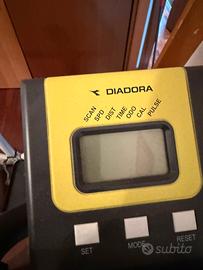 DIADORA
SCAN
SPD
DIST
TIME
ODO
CAL
PULSE
SET
MODE
RESET
subito